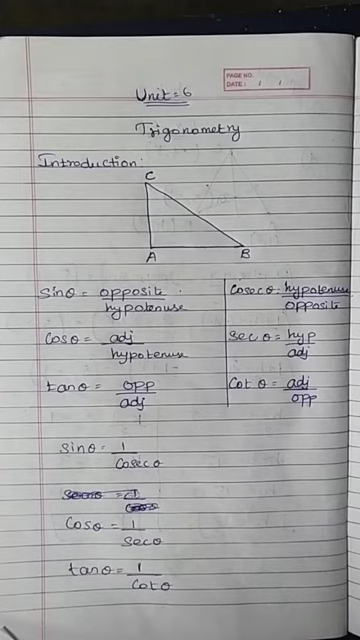 PAGE NO.
DATE: / /
Unit = 6
Trigonometry
Introduction:
C
A B
sinθ = opposite / hypotenuse
cosecθ = hypotenuse / opposite
cosθ = adj / hypotenuse
secθ = hyp / adj
tanθ = opp / adj
cotθ = adj / opp
sinθ = 1 / cosecθ
cosθ = 1 / secθ
tanθ = 1 / cotθ